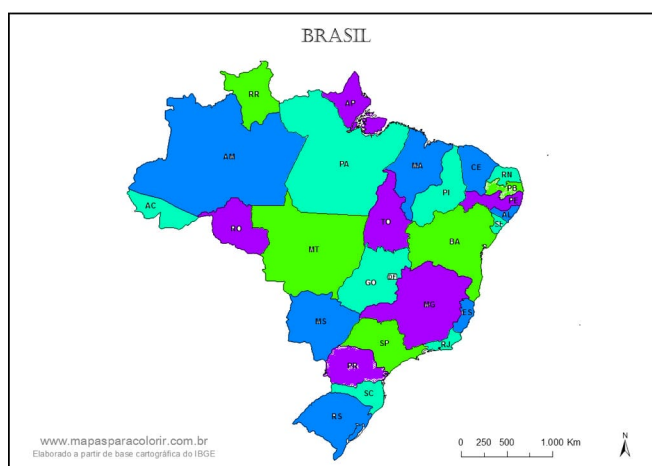 BRASIL
RR
AP
AM
PA
MA
CE
RN
PB
PE
AL
SE
PI
AC
RO
TO
MT
BA
GO
DF
MG
ES
MS
SP
RJ
PR
SC
RS
www.mapasparacolorir.com.br
Elaborado a partir de base cartográfica do IBGE
0 250 500 1.000 Km
N